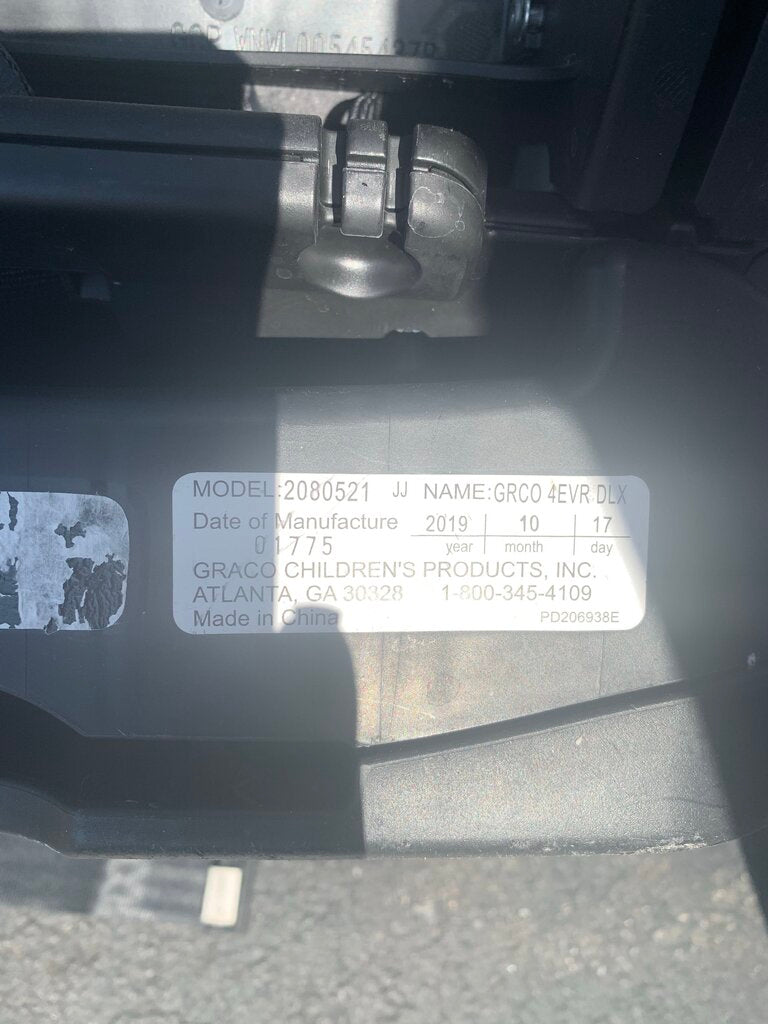 MODEL:2080521 JJ NAME:GRCO 4EVR DLX
Date of Manufacture 2019 10 17
01775 year month day
GRACO CHILDREN'S PRODUCTS, INC.
ATLANTA, GA 30328 1-800-345-4109
Made in China PD206938E